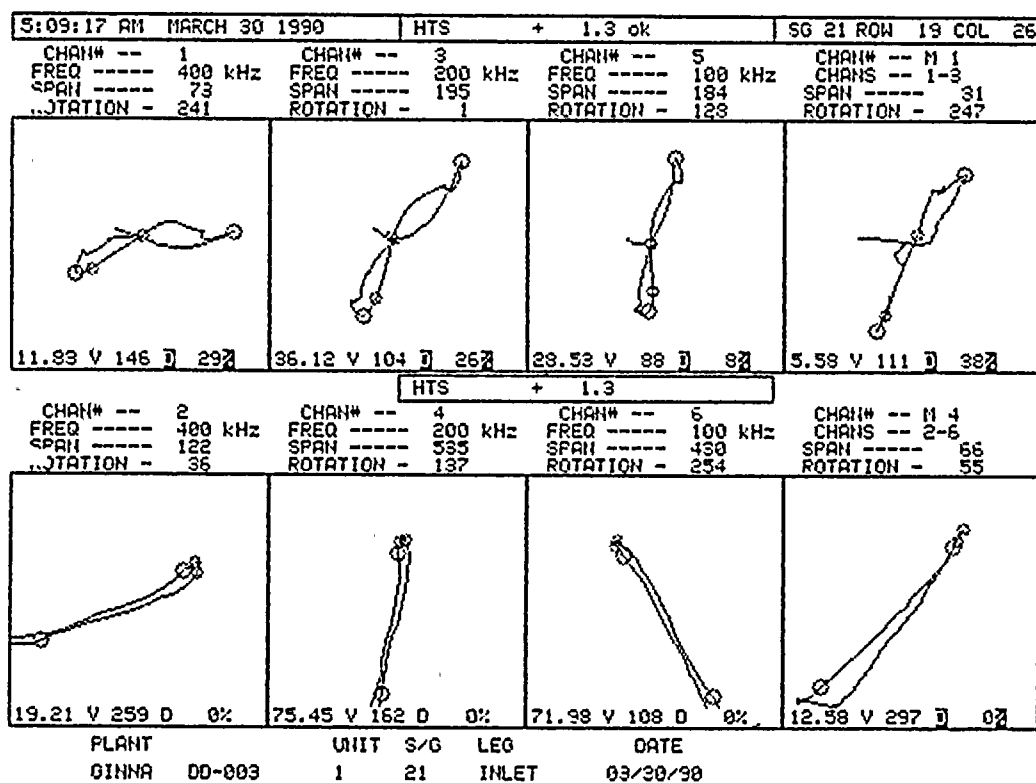 5:09:17 AM MARCH 30 1990 HTS + 1.3 ok SG 21 ROW 19 COL 26
CHAN# -- 1 CHAN# -- 3 CHAN# -- 5 CHAN# -- M 1
FREQ ----- 400 kHz FREQ ----- 200 kHz FREQ ----- 100 kHz CHANS -- 1-3
SPAN ----- 73 SPAN ----- 195 SPAN ----- 184 SPAN ----- 31
..OTATION - 241 ROTATION - 1 ROTATION - 123 ROTATION - 247
11.83 V 146 D 29% 36.12 V 104 D 26% 28.53 V 88 D 8% 5.58 V 111 D 38%
HTS + 1.3
CHAN# -- 2 CHAN# -- 4 CHAN# -- 6 CHAN# -- M 4
FREQ ----- 400 kHz FREQ ----- 200 kHz FREQ ----- 100 kHz CHANS -- 2-6
SPAN ----- 122 SPAN ----- 535 SPAN ----- 430 SPAN ----- 66
..OTATION - 36 ROTATION - 137 ROTATION - 254 ROTATION - 55
19.21 V 259 D 0% 75.45 V 162 D 0% 71.98 V 108 D 0% 12.58 V 297 D 0%
PLANT UNIT S/G LEG DATE
GINNA DD-003 1 21 INLET 03/30/90